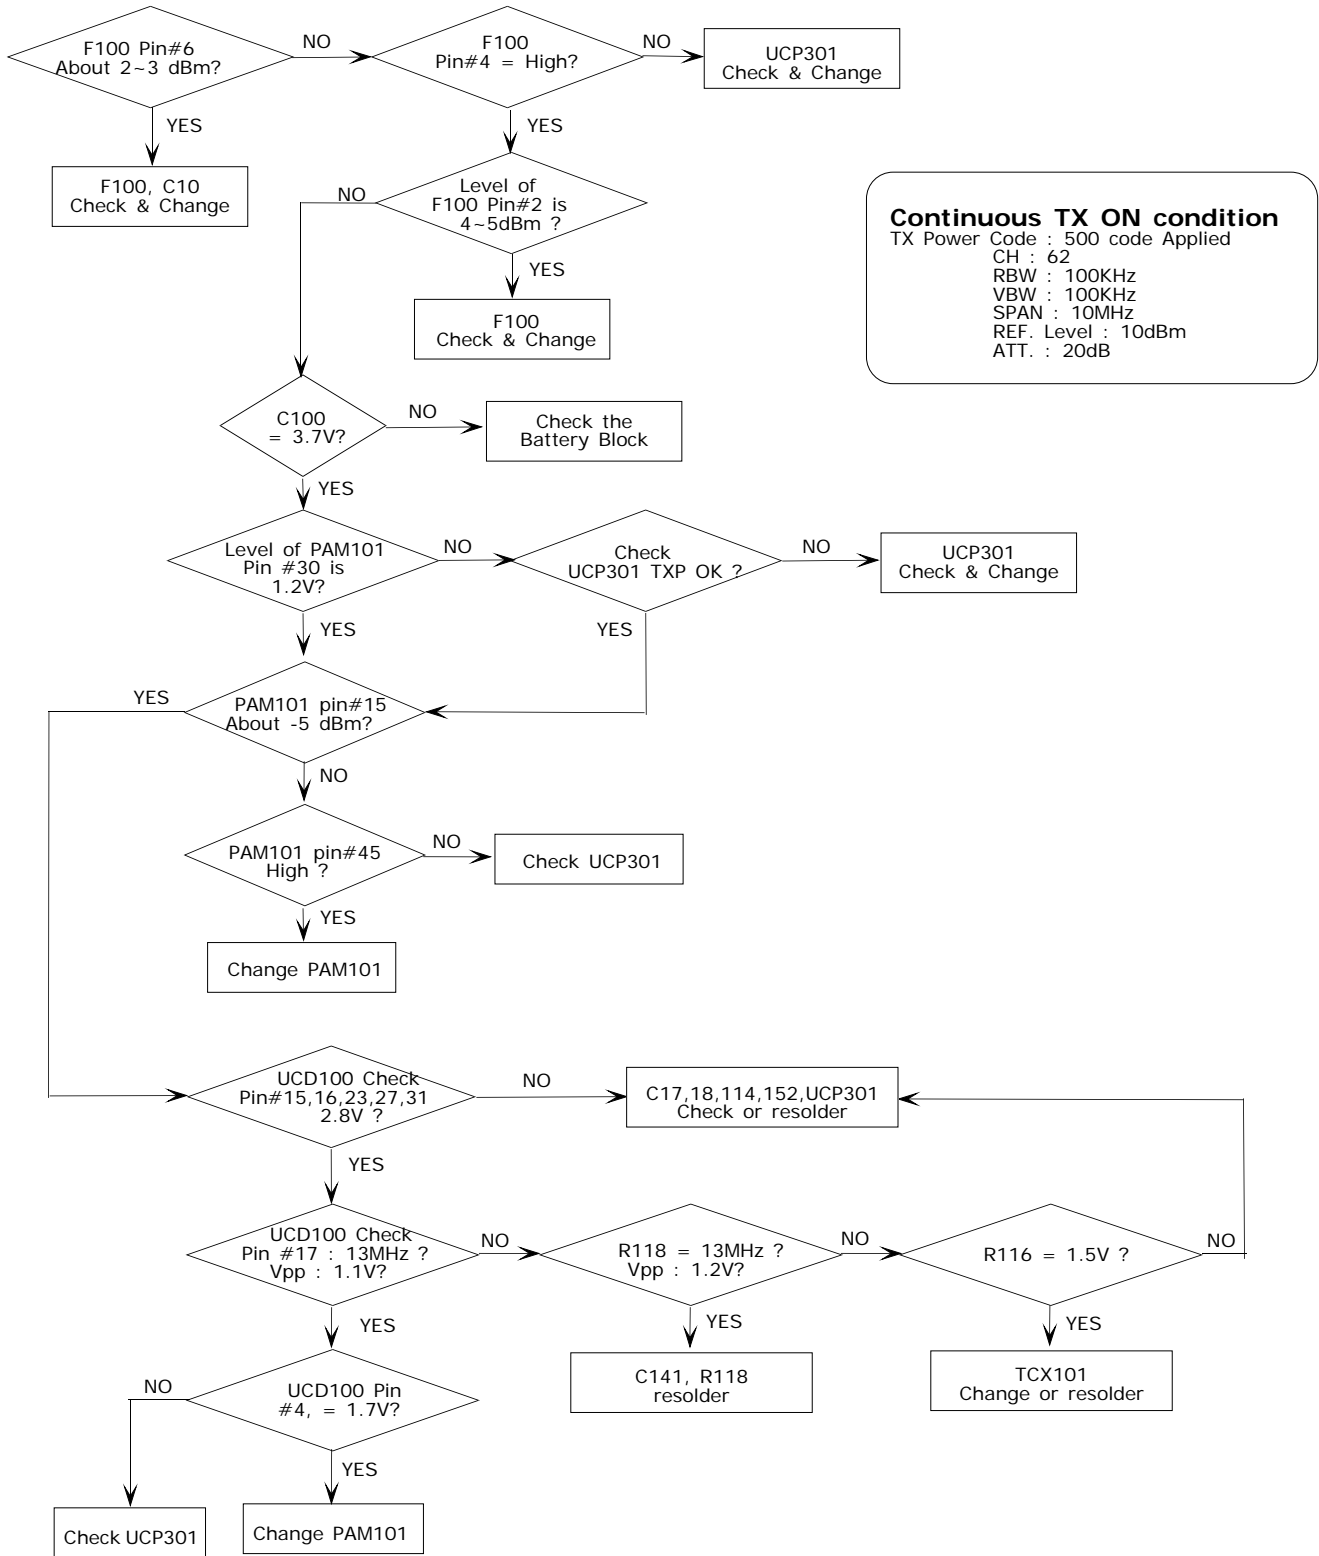 F100 Pin#6
About 2~3 dBm?
NO
F100
Pin#4 = High?
NO
UCP301
Check & Change
YES
F100, C10
Check & Change
YES
Level of
F100 Pin#2 is
4~5dBm ?
NO
YES
F100
Check & Change
Continuous TX ON condition
TX Power Code : 500 code Applied
CH : 62
RBW : 100KHz
VBW : 100KHz
SPAN : 10MHz
REF. Level : 10dBm
ATT. : 20dB
C100
= 3.7V?
NO
Check the
Battery Block
YES
Level of PAM101
Pin #30 is
1.2V?
NO
Check
UCP301 TXP OK ?
NO
UCP301
Check & Change
YES
YES
PAM101 pin#15
About -5 dBm?
YES
NO
PAM101 pin#45
High ?
NO
Check UCP301
YES
Change PAM101
UCD100 Check
Pin#15,16,23,27,31
2.8V ?
NO
C17,18,114,152,UCP301
Check or resolder
YES
UCD100 Check
Pin #17 : 13MHz ?
Vpp : 1.1V?
NO
R118 = 13MHz ?
Vpp : 1.2V?
NO
R116 = 1.5V ?
NO
YES
YES
YES
C141, R118
resolder
TCX101
Change or resolder
UCD100 Pin
#4, = 1.7V?
NO
YES
Check UCP301
Change PAM101